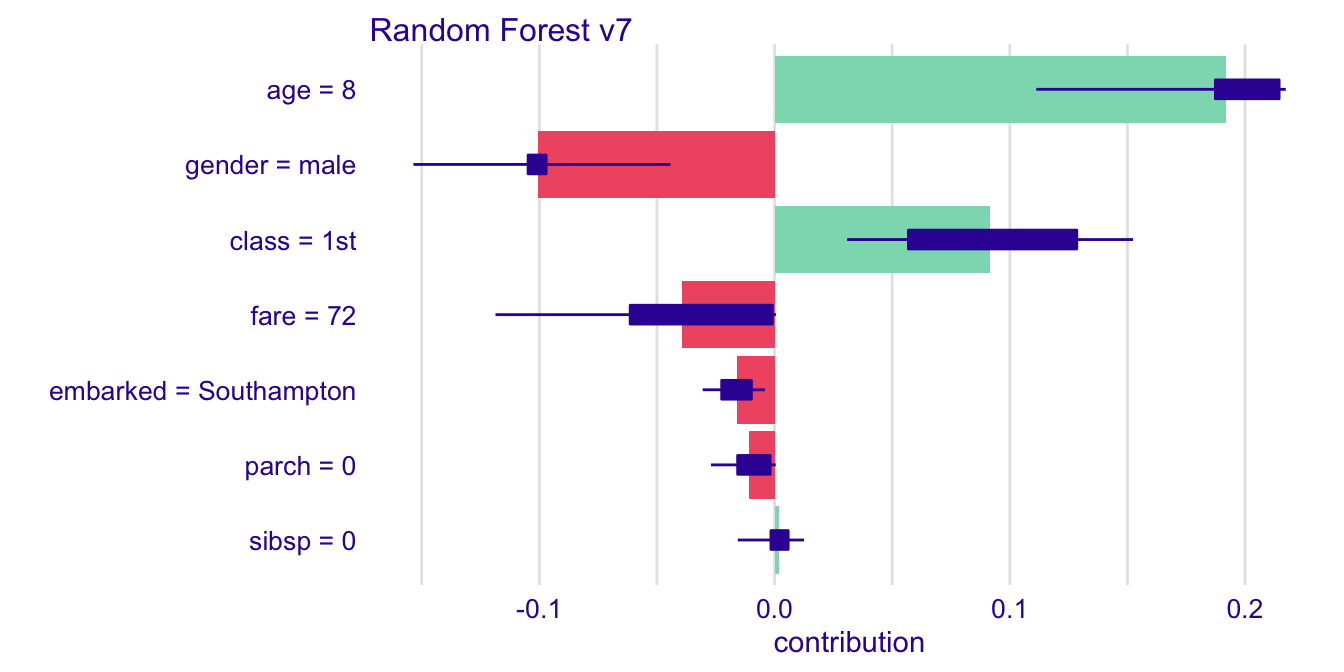 Random Forest v7
age = 8
gender = male
class = 1st
fare = 72
embarked = Southampton
parch = 0
sibsp = 0
-0.1 0.0 0.1 0.2
contribution